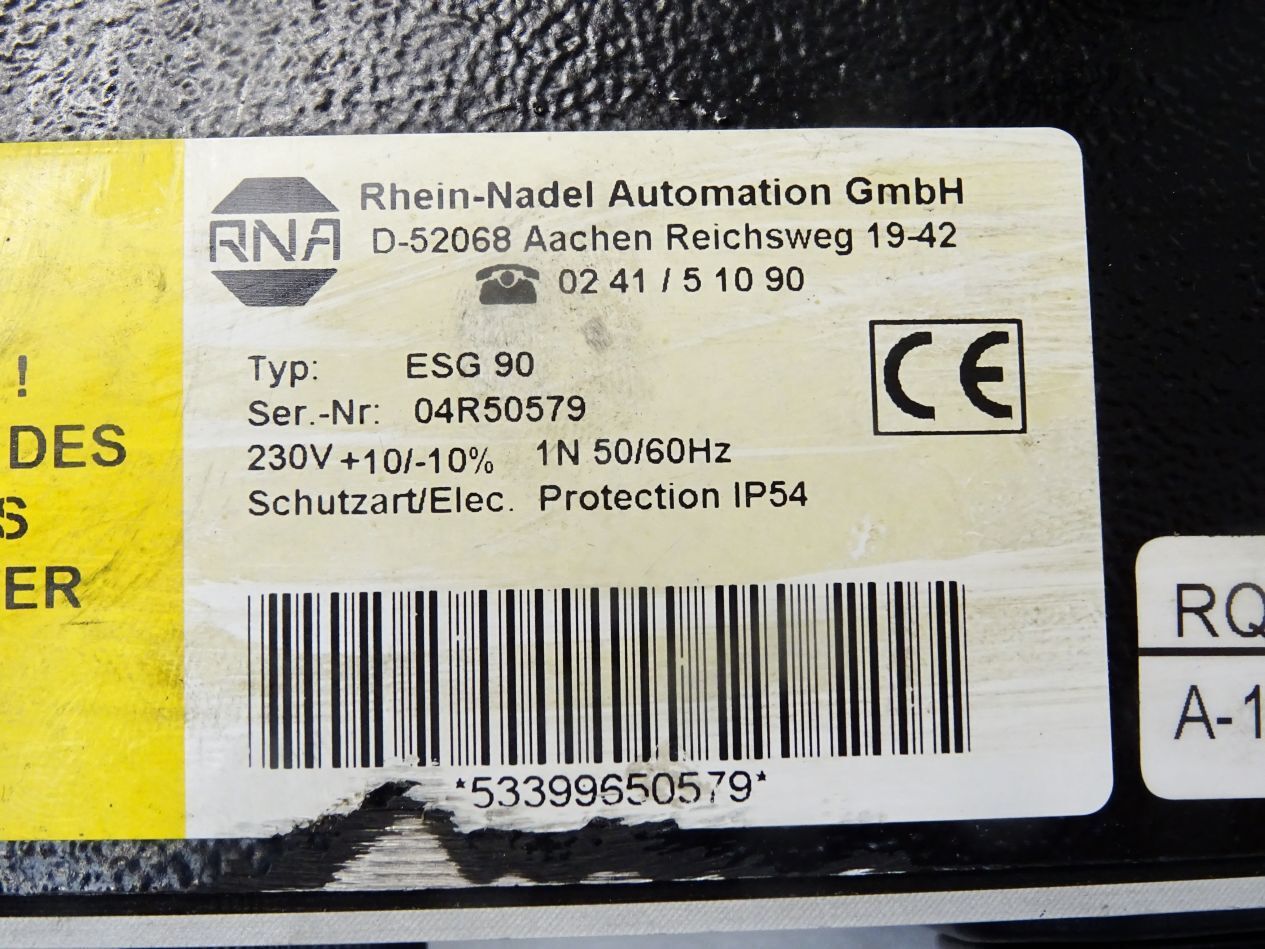 RNA
Rhein-Nadel Automation GmbH
D-52068 Aachen Reichsweg 19-42
02 41 / 5 10 90
Typ: ESG 90
Ser.-Nr: 04R50579
230V +10/-10% 1N 50/60Hz
Schutzart/Elec. Protection IP54
CE
*53399650579*
!
DES
S
ER
RQ
A-1